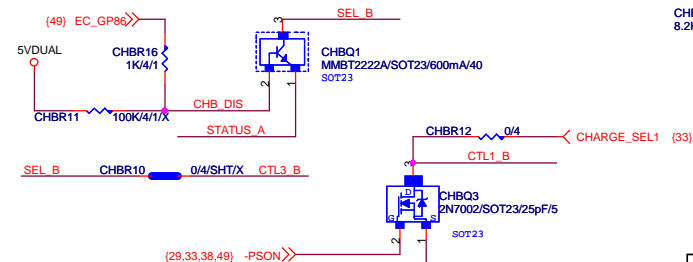 {49} EC_GP86
SEL_B
CHB
8.2K
5VDUAL
CHBR16
1K/4/1
3
CHBQ1
MMBT2222A/SOT23/600mA/40
SOT23
2
1
CHBR11
100K/4/1/X
CHB_DIS
STATUS_A
CHBR12
0/4
CHARGE_SEL1 {33}
SEL_B
CHBR10
0/4/SHT/X
CTL3_B
3
CTL1_B
D
G
S
CHBQ3
2N7002/SOT23/25pF/5
SOT23
2
1
{29,33,38,49} -PSON